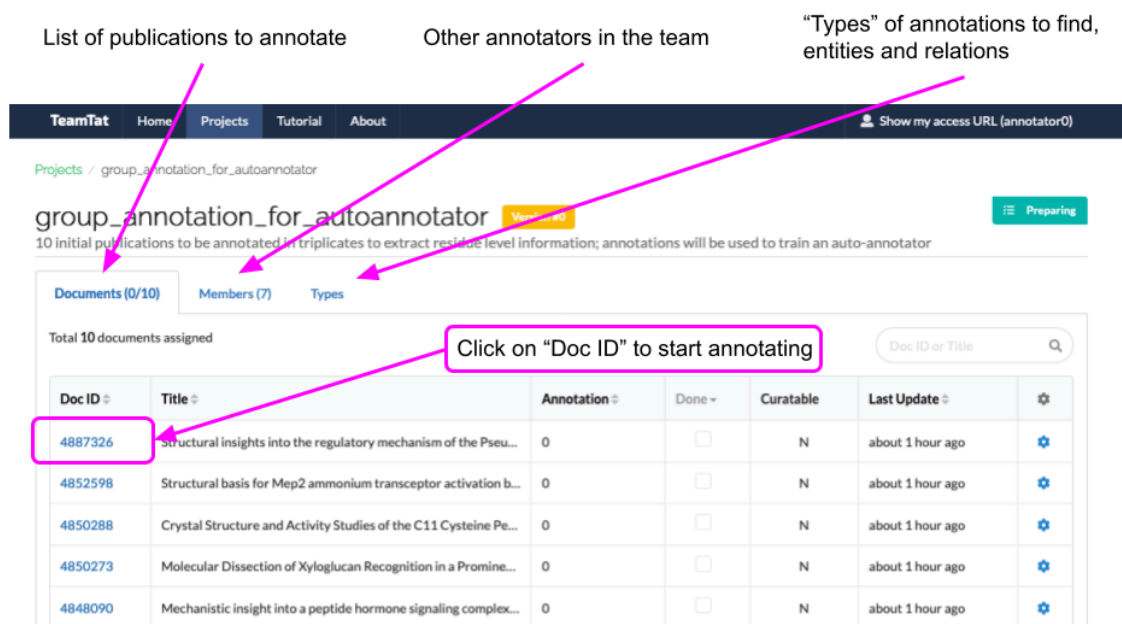 List of publications to annotate
Other annotators in the team
“Types” of annotations to find,
entities and relations
TeamTat Home Projects Tutorial About Show my access URL (annotator0)
Projects / group_annotation_for_autoannotator
group_annotation_for_autoannotator Version #0 Preparing
10 initial publications to be annotated in triplicates to extract residue level information; annotations will be used to train an auto-annotator
Documents (0/10) Members (7) Types
Total 10 documents assigned
Click on “Doc ID” to start annotating
Doc ID or Title
Doc ID Title Annotation Done Curatable Last Update
4887326 Structural insights into the regulatory mechanism of the Pseu... 0 N about 1 hour ago
4852598 Structural basis for Mep2 ammonium transceptor activation b... 0 N about 1 hour ago
4850288 Crystal Structure and Activity Studies of the C11 Cysteine Pe... 0 N about 1 hour ago
4850273 Molecular Dissection of Xyloglucan Recognition in a Promine... 0 N about 1 hour ago
4848090 Mechanistic insight into a peptide hormone signaling complex... 0 N about 1 hour ago